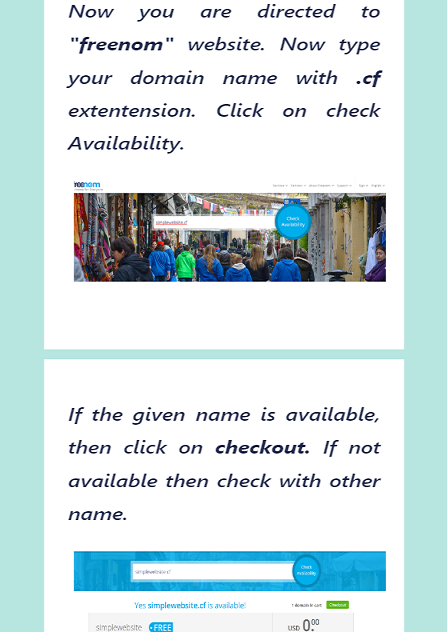 Now you are directed to
"freenom" website. Now type
your domain name with .cf
extentension. Click on check
Availability.
freenom
simplewebsite.cf
Check
Availability
If the given name is available,
then click on checkout. If not
available then check with other
name.
simplewebsite.cf
Check
Availability
Yes simplewebsite.cf is available!
1 domain in cart
Checkout
simplewebsite
FREE
USD 0.00